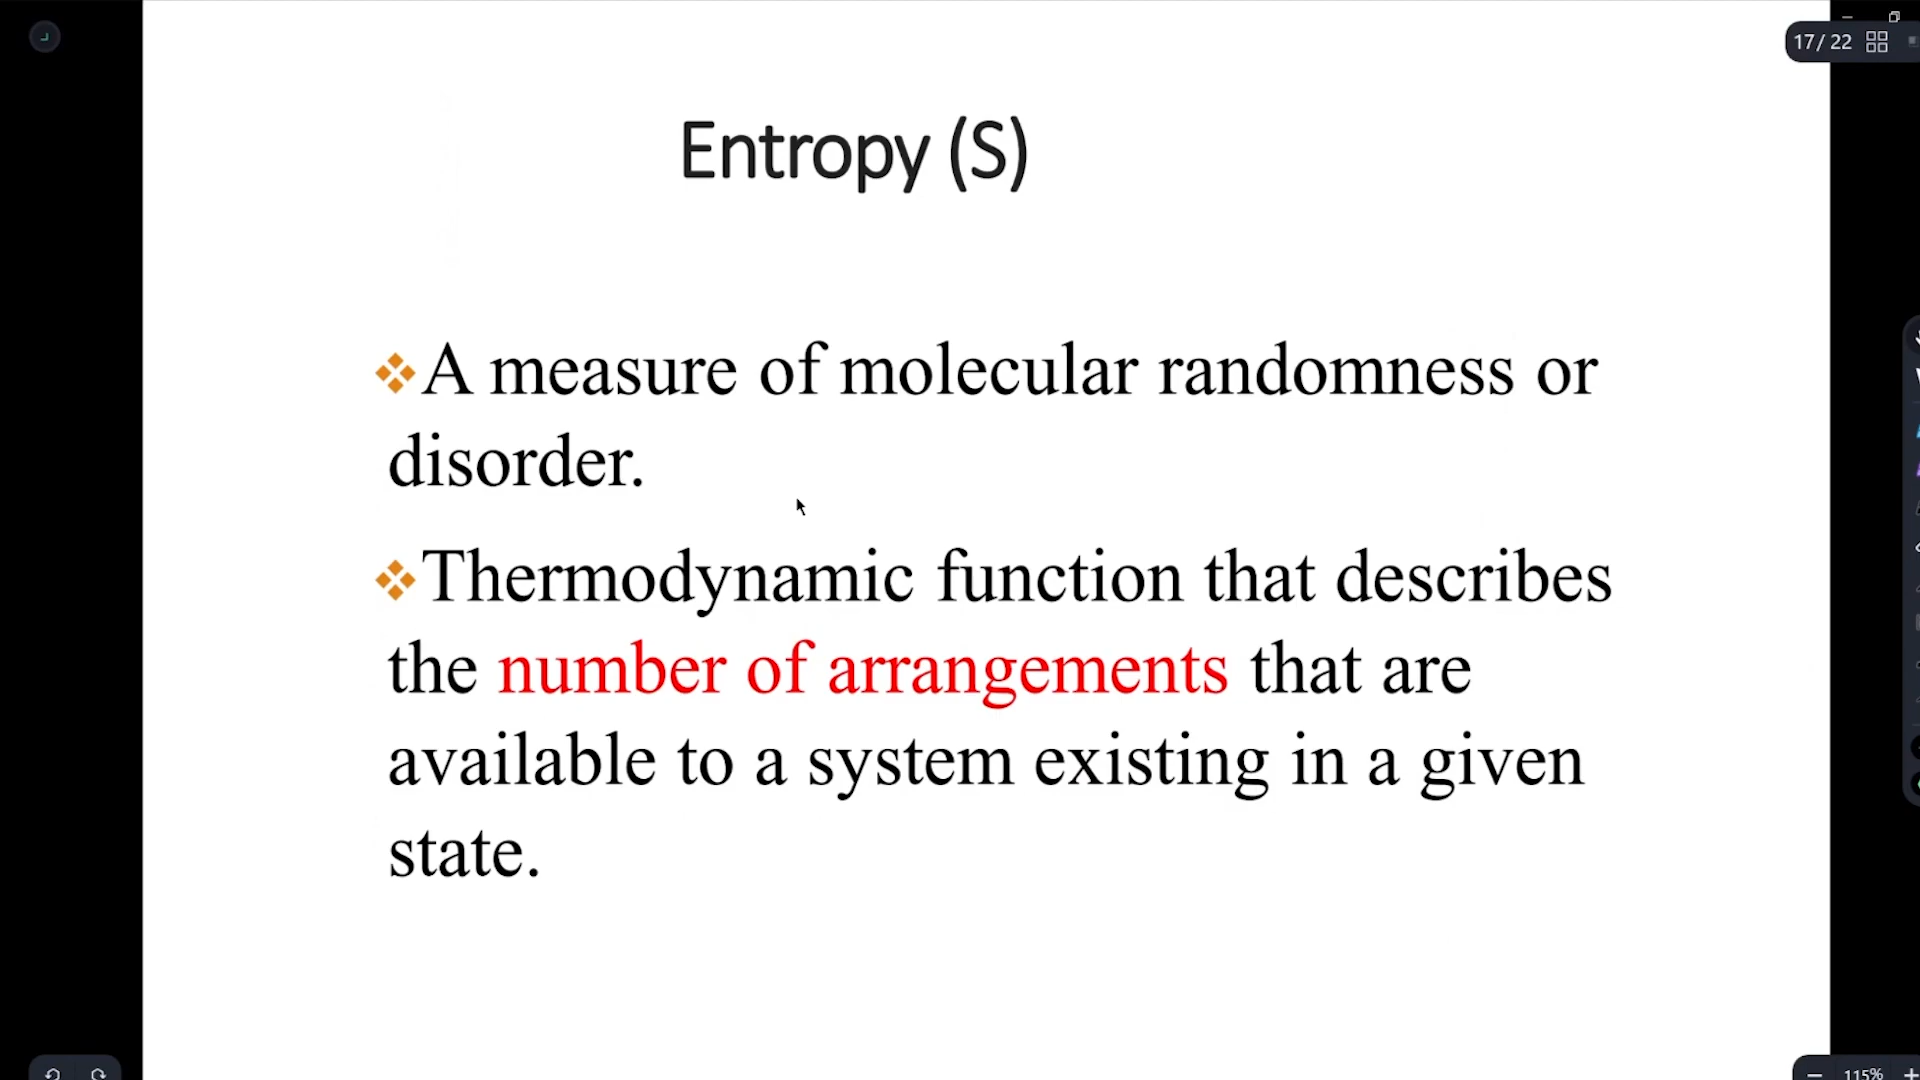 17/ 22
Entropy (S)
A measure of molecular randomness or
disorder.
Thermodynamic function that describes
the number of arrangements that are
available to a system existing in a given
state.
115%